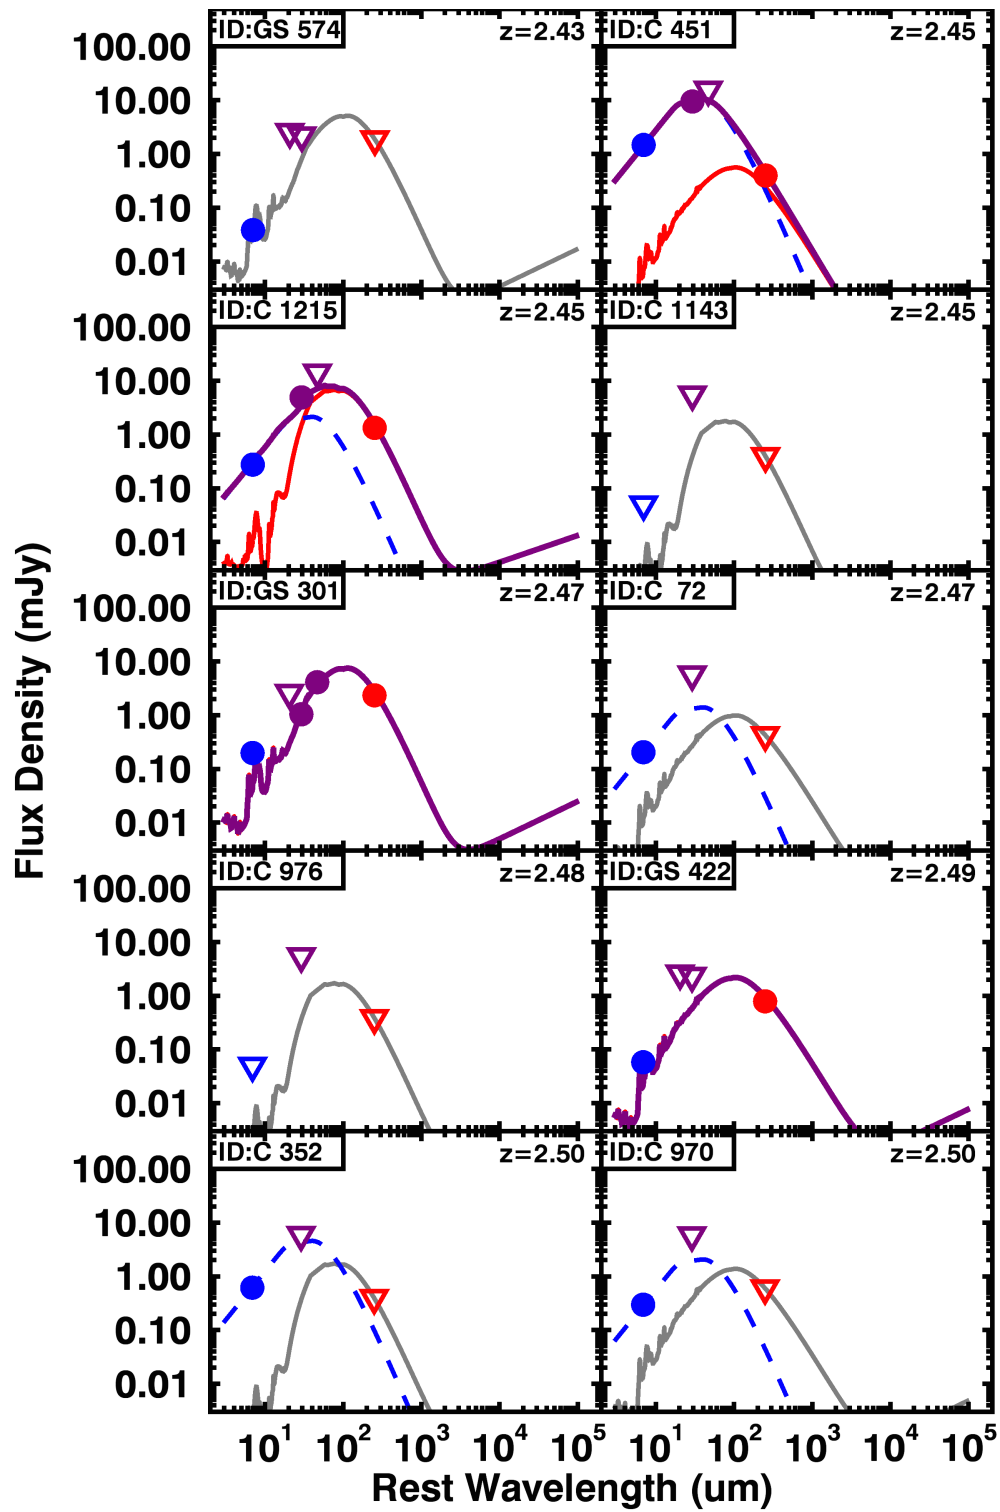 ID:GS 574 z=2.43
ID:C 451 z=2.45
100.00
10.00
1.00
0.10
0.01
ID:C 1215 z=2.45
ID:C 1143 z=2.45
100.00
10.00
1.00
0.10
0.01
ID:GS 301 z=2.47
ID:C 72 z=2.47
100.00
10.00
1.00
0.10
0.01
ID:C 976 z=2.48
ID:GS 422 z=2.49
100.00
10.00
1.00
0.10
0.01
ID:C 352 z=2.50
ID:C 970 z=2.50
100.00
10.00
1.00
0.10
0.01
Flux Density (mJy)
10¹ 10² 10³ 10⁴ 10⁵ 10¹ 10² 10³ 10⁴ 10⁵
Rest Wavelength (um)